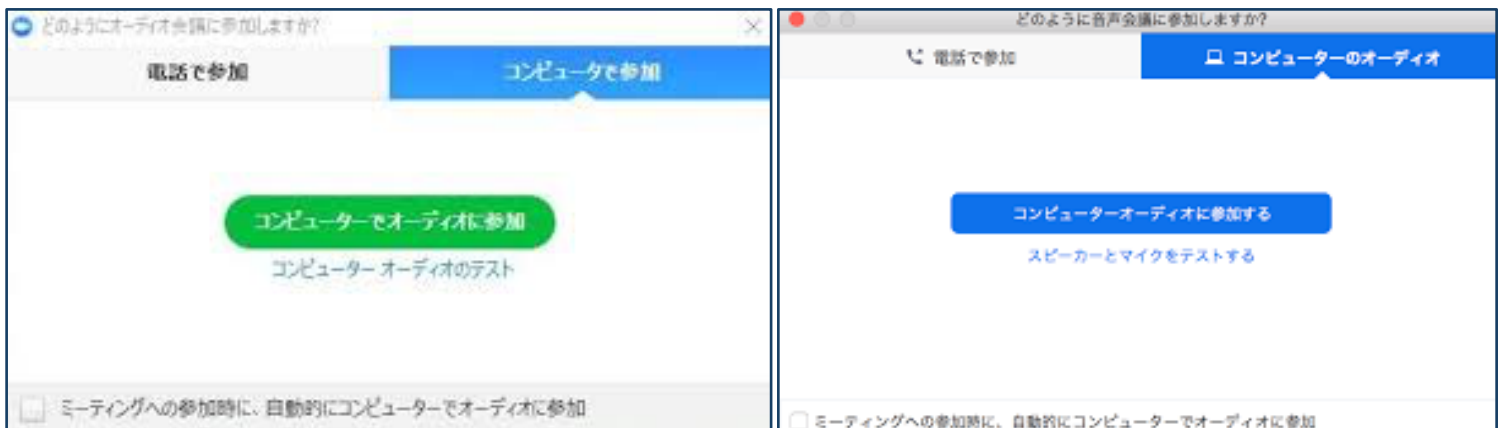 どのようにオーディオ会議に参加しますか?
電話で参加
コンピュータで参加
コンピューターでオーディオに参加
コンピューター オーディオのテスト
ミーティングへの参加時に、自動的にコンピューターでオーディオに参加
どのように音声会議に参加しますか?
電話で参加
コンピューターのオーディオ
コンピューターオーディオに参加する
スピーカーとマイクをテストする
ミーティングへの参加時に、自動的にコンピューターでオーディオに参加